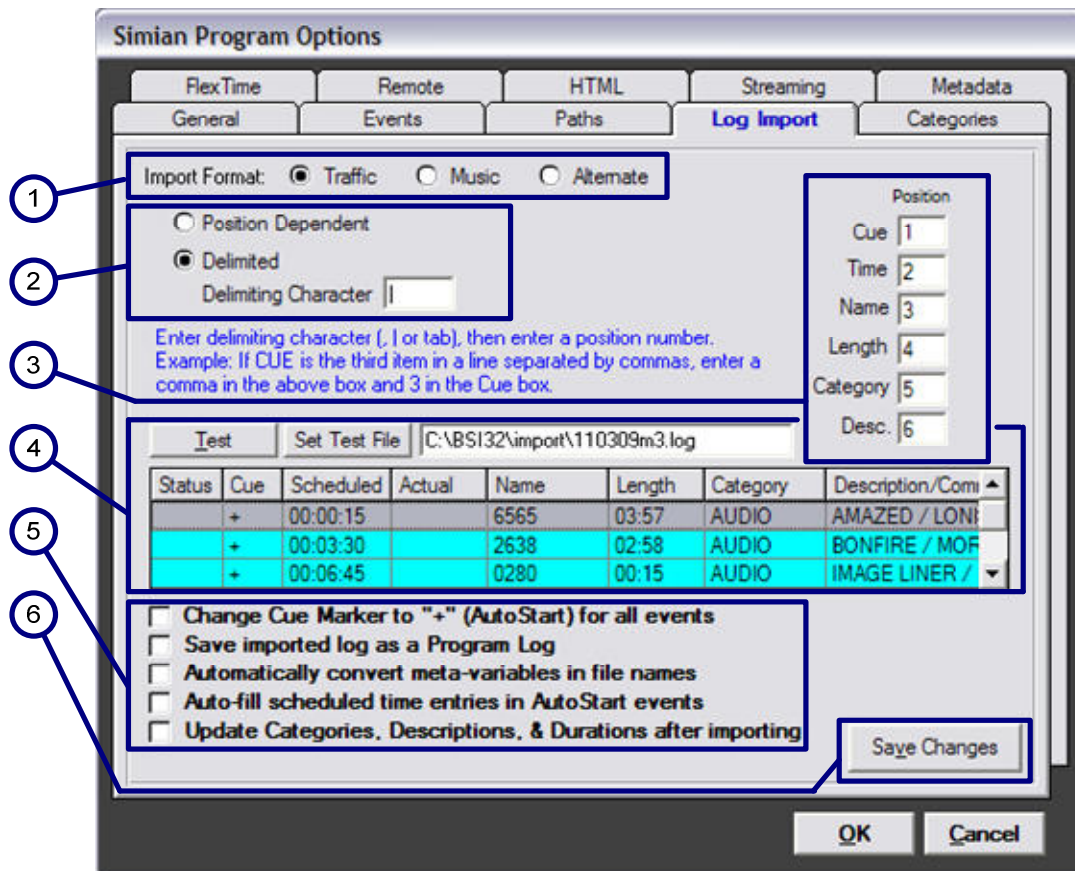 Simian Program Options
FlexTime Remote HTML Streaming Metadata
General Events Paths Log Import Categories
1
Import Format: Traffic Music Alternate
2
Position Dependent
Delimited
Delimiting Character |
Position
Cue 1
Time 2
Name 3
Length 4
Category 5
Desc. 6
3
Enter delimiting character (, | or tab), then enter a position number.
Example: If CUE is the third item in a line separated by commas, enter a
comma in the above box and 3 in the Cue box.
4
Test Set Test File C:\BSI32\import\110309m3.log
Status Cue Scheduled Actual Name Length Category Description/Com
+ 00:00:15 6565 03:57 AUDIO AMAZED / LON
+ 00:03:30 2638 02:58 AUDIO BONFIRE / MOR
+ 00:06:45 0280 00:15 AUDIO IMAGE LINER /
5
Change Cue Marker to "+" (AutoStart) for all events
Save imported log as a Program Log
Automatically convert meta-variables in file names
Auto-fill scheduled time entries in AutoStart events
Update Categories, Descriptions, & Durations after importing
6
Save Changes
OK Cancel